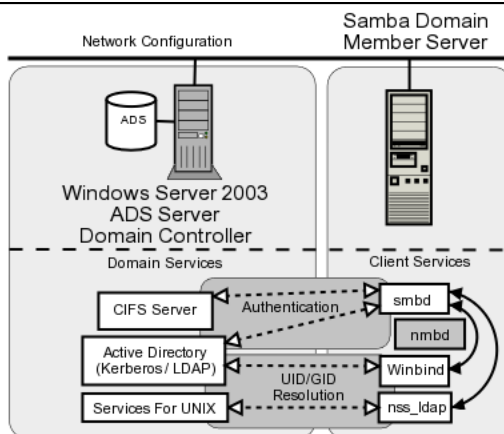 Samba Domain
Member Server
Network Configuration
ADS
Windows Server 2003
ADS Server
Domain Controller
Domain Services
Client Services
CIFS Server
Authentication
smbd
nmbd
Active Directory
(Kerberos / LDAP)
UID/GID
Resolution
Winbind
Services For UNIX
nss_ldap